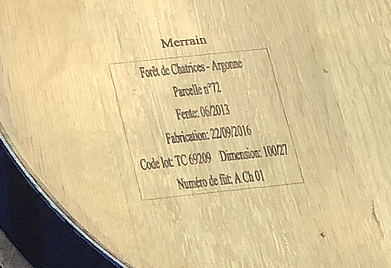 Merrain
Forêt de Chatrices - Argonne
Parcelle n°72
Fente: 06/2013
Fabrication: 22/09/2016
Code lot: TC 69209 Dimension: 100/27
Numéro de fût: A Ch 01